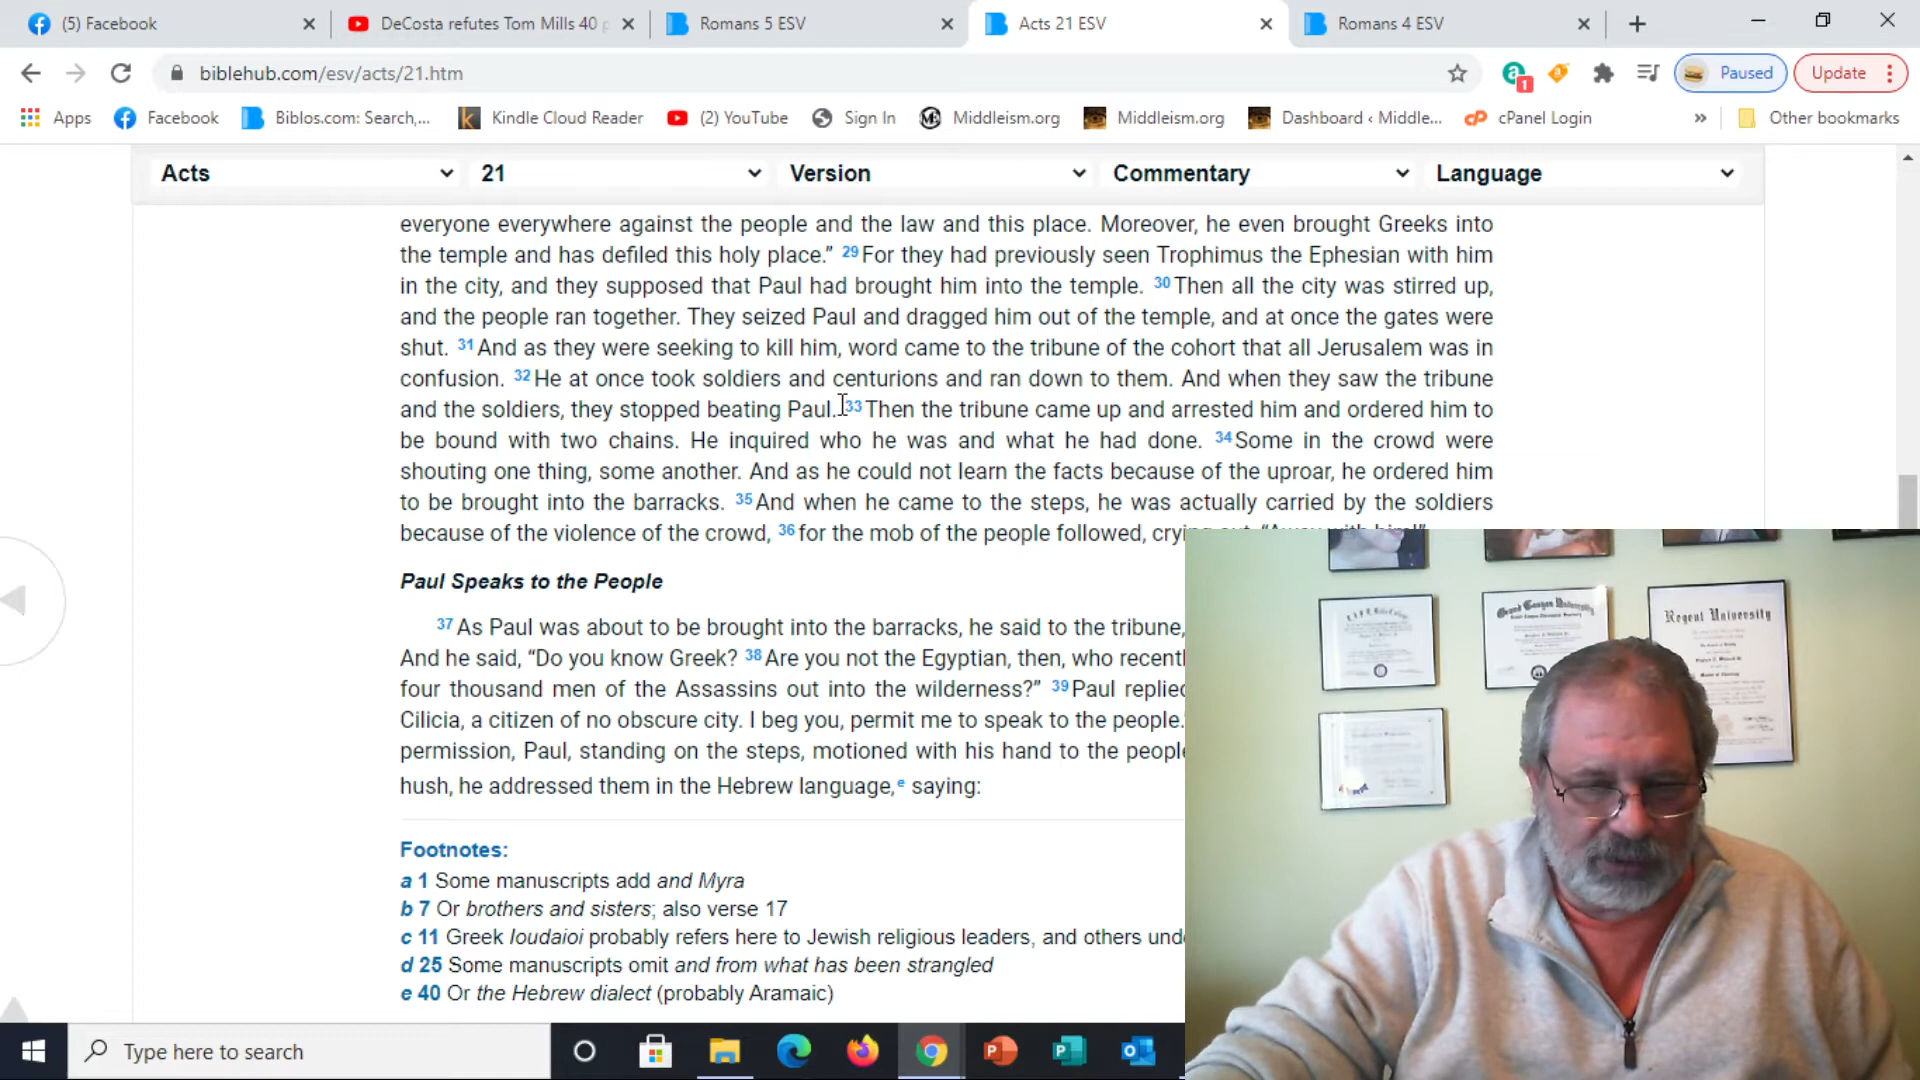 (5) Facebook
DeCosta refutes Tom Mills 40 p
Romans 5 ESV
Acts 21 ESV
Romans 4 ESV
biblehub.com/esv/acts/21.htm
1
Paused
Update
Apps
Facebook
Biblos.com: Search,...
Kindle Cloud Reader
(2) YouTube
Sign In
Middleism.org
Middleism.org
Dashboard ‹ Middle...
cPanel Login
»
Other bookmarks
Acts
21
Version
Commentary
Language
everyone everywhere against the people and the law and this place. Moreover, he even brought Greeks into
the temple and has defiled this holy place.” 29 For they had previously seen Trophimus the Ephesian with him
in the city, and they supposed that Paul had brought him into the temple. 30 Then all the city was stirred up,
and the people ran together. They seized Paul and dragged him out of the temple, and at once the gates were
shut. 31 And as they were seeking to kill him, word came to the tribune of the cohort that all Jerusalem was in
confusion. 32 He at once took soldiers and centurions and ran down to them. And when they saw the tribune
and the soldiers, they stopped beating Paul. 33 Then the tribune came up and arrested him and ordered him to
be bound with two chains. He inquired who he was and what he had done. 34 Some in the crowd were
shouting one thing, some another. And as he could not learn the facts because of the uproar, he ordered him
to be brought into the barracks. 35 And when he came to the steps, he was actually carried by the soldiers
because of the violence of the crowd, 36 for the mob of the people followed, crying out, “Away with him!”
Paul Speaks to the People
37 As Paul was about to be brought into the barracks, he said to the tribune,
And he said, “Do you know Greek? 38 Are you not the Egyptian, then, who recent
four thousand men of the Assassins out into the wilderness?” 39 Paul replied
Cilicia, a citizen of no obscure city. I beg you, permit me to speak to the people.
permission, Paul, standing on the steps, motioned with his hand to the people
hush, he addressed them in the Hebrew language, e saying:
Footnotes:
a 1 Some manuscripts add and Myra
b 7 Or brothers and sisters; also verse 17
c 11 Greek Ioudaioi probably refers here to Jewish religious leaders, and others und
d 25 Some manuscripts omit and from what has been strangled
e 40 Or the Hebrew dialect (probably Aramaic)
Grand Canyon University
Regent University
Type here to search